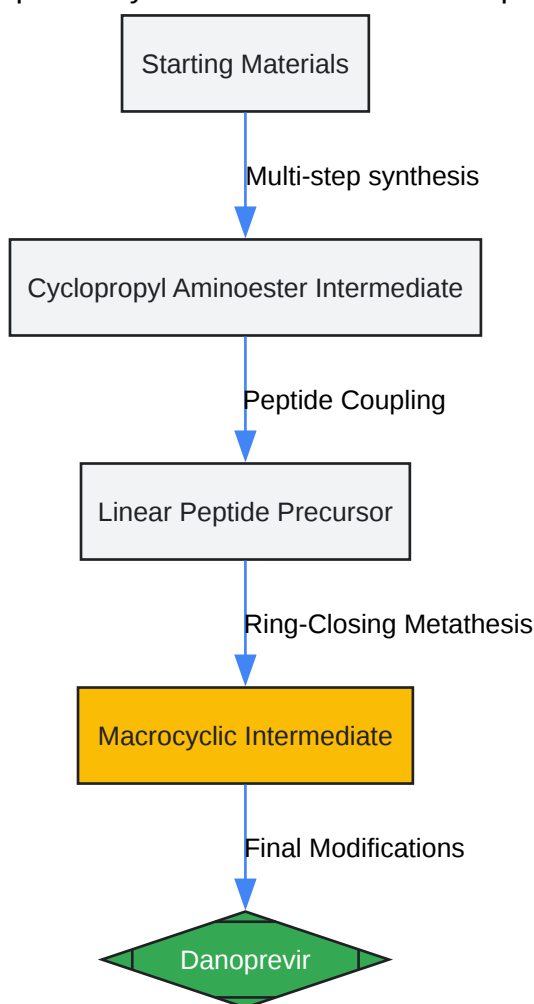 Starting Materials
Multi-step synthesis
Cyclopropyl Aminoester Intermediate
Peptide Coupling
Linear Peptide Precursor
Ring-Closing Metathesis
Macrocyclic Intermediate
Final Modifications
Danoprevir